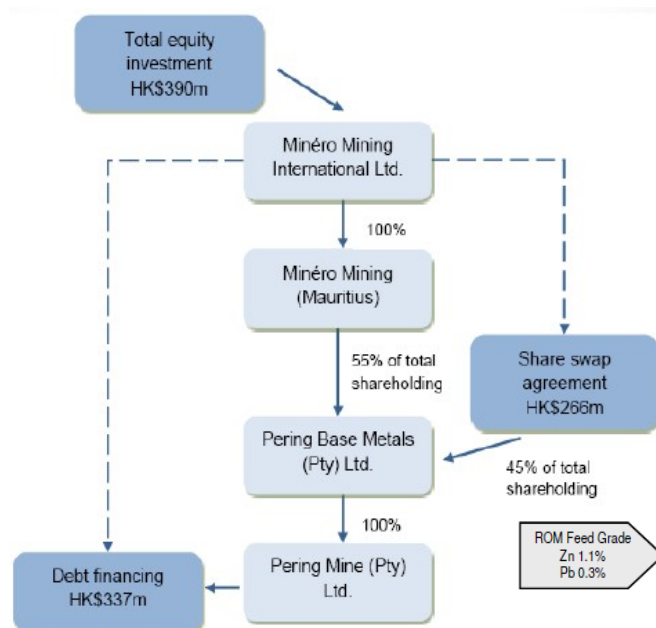 Total equity
investment
HK$390m
Minéro Mining
International Ltd.
100%
Minéro Mining
(Mauritius)
55% of total
shareholding
Share swap
agreement
HK$266m
Pering Base Metals
(Pty) Ltd.
45% of total
shareholding
100%
ROM Feed Grade
Zn 1.1%
Pb 0.3%
Debt financing
HK$337m
Pering Mine (Pty)
Ltd.